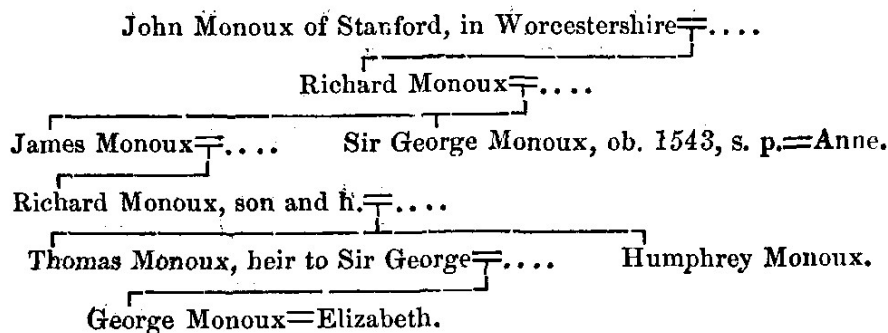 John Monoux of Stanford, in Worcestershire=....
Richard Monoux=....
James Monoux=.... Sir George Monoux, ob. 1543, s. p.=Anne.
Richard Monoux, son and ħ.=....
Thomas Monoux, heir to Sir George=.... Humphrey Monoux.
George Monoux=Elizabeth.